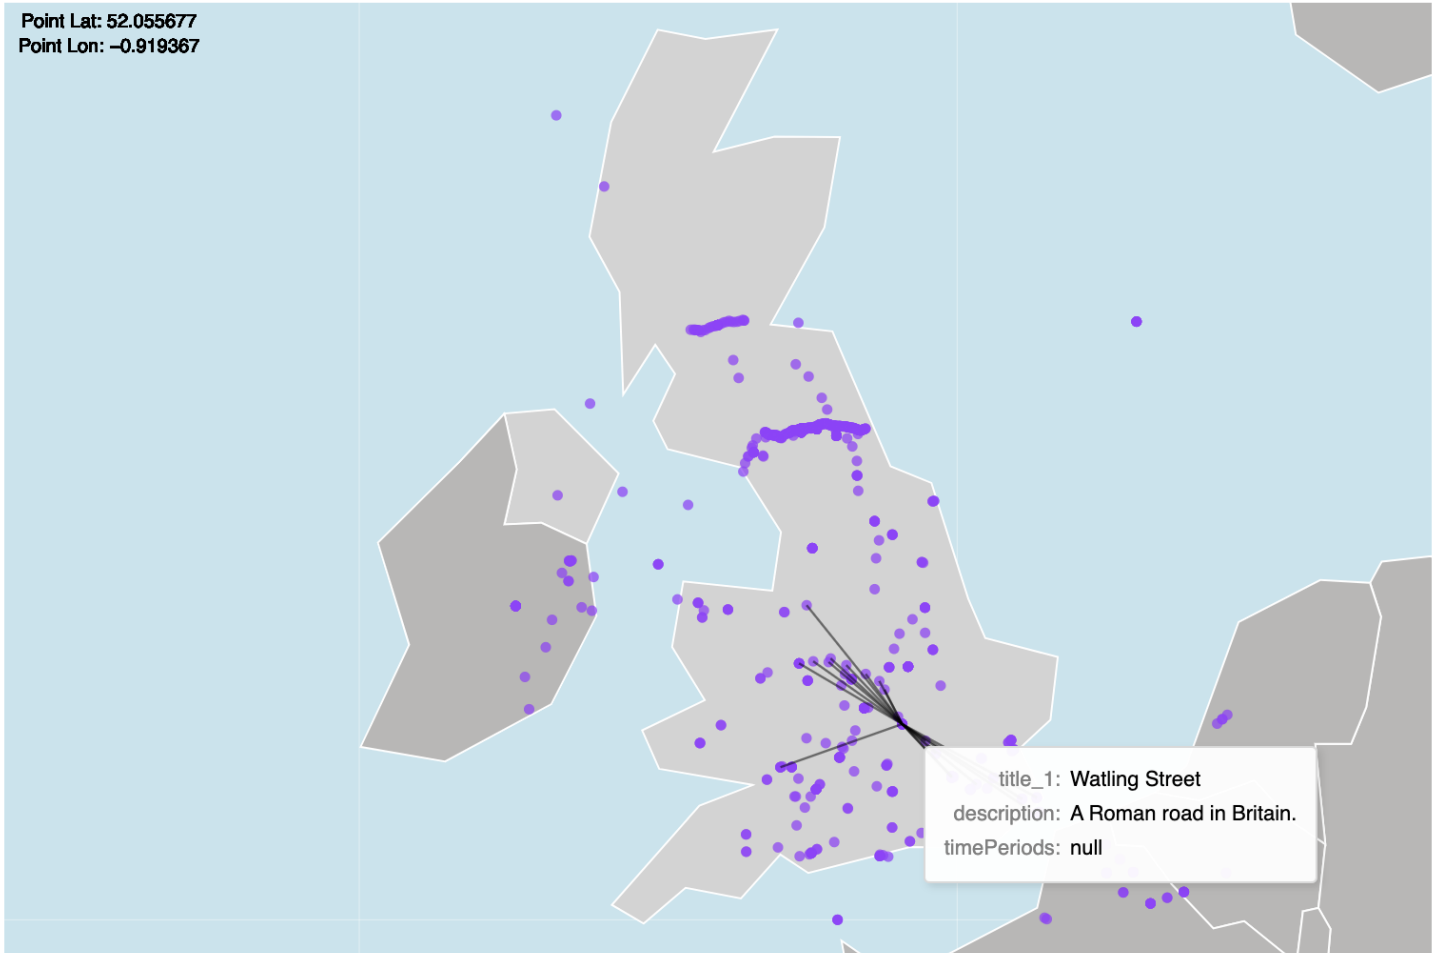 Point Lat: 52.055677
Point Lon: −0.919367
title_1: Watling Street
description: A Roman road in Britain.
timePeriods: null